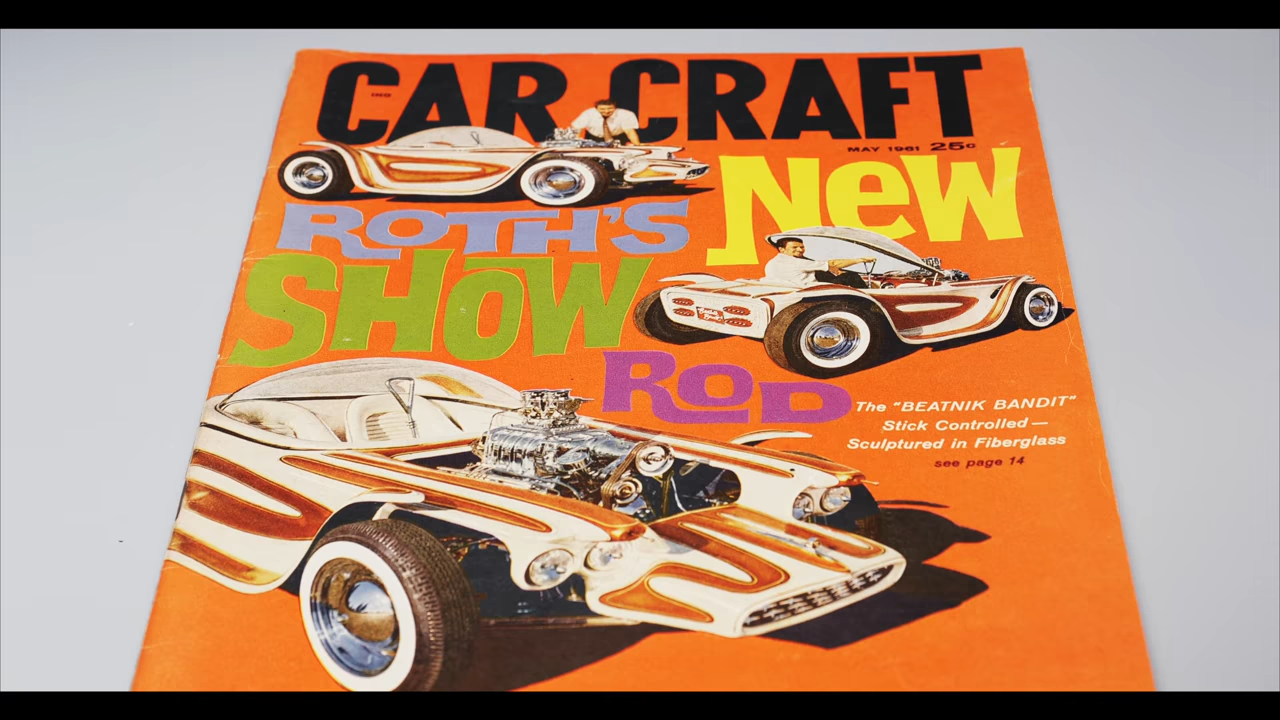 CAR CRAFT
MAY 1961 25¢
NeW
ROTH'S
SHOW
ROD
The "BEATNIK BANDIT"
Stick Controlled—
Sculptured in Fiberglass
see page 14